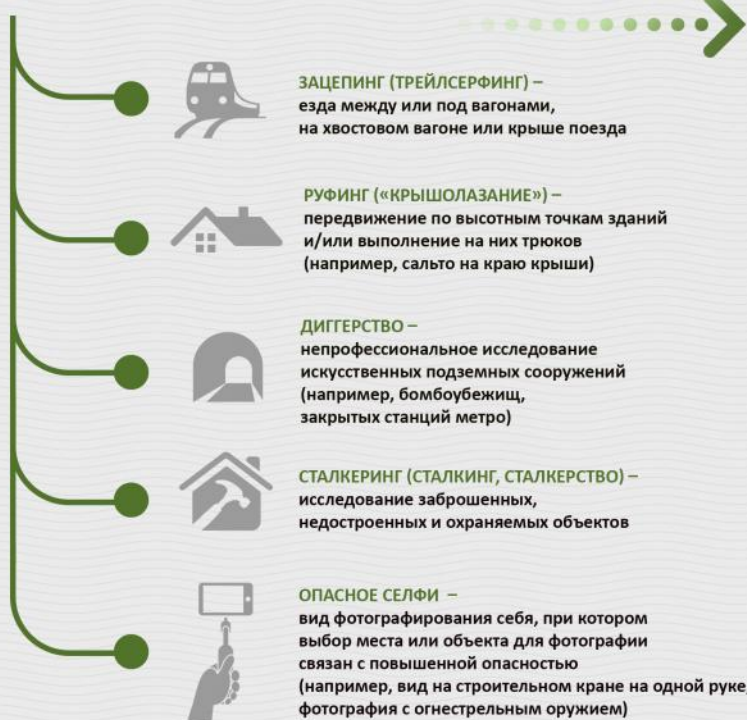 ЗАЦЕПИНГ (ТРЕЙЛСЕРФИНГ) –
езда между или под вагонами,
на хвостовом вагоне или крыше поезда
РУФИНГ («КРЫШОЛАЗАНИЕ») –
передвижение по высотным точкам зданий
и/или выполнение на них трюков
(например, сальто на краю крыши)
ДИГГЕРСТВО –
непрофессиональное исследование
искусственных подземных сооружений
(например, бомбоубежищ,
закрытых станций метро)
СТАЛКЕРИНГ (СТАЛКИНГ, СТАЛКЕРСТВО) –
исследование заброшенных,
недостроенных и охраняемых объектов
ОПАСНОЕ СЕЛФИ –
вид фотографирования себя, при котором
выбор места или объекта для фотографии
связан с повышенной опасностью
(например, вид на строительном кране на одной руке,
фотография с огнестрельным оружием)